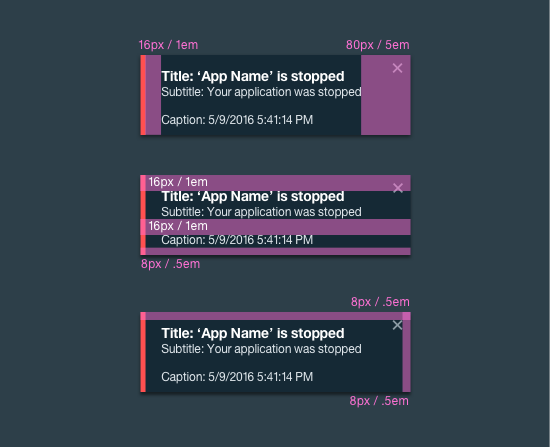 16px / 1em
80px / 5em
Title: ‘App Name’ is stopped
Subtitle: Your application was stopped
Caption: 5/9/2016 5:41:14 PM
16px / 1em
Title: ‘App Name’ is stopped
Subtitle: Your application was stopped
16px / 1em
Caption: 5/9/2016 5:41:14 PM
8px / .5em
8px / .5em
Title: ‘App Name’ is stopped
Subtitle: Your application was stopped
Caption: 5/9/2016 5:41:14 PM
8px / .5em